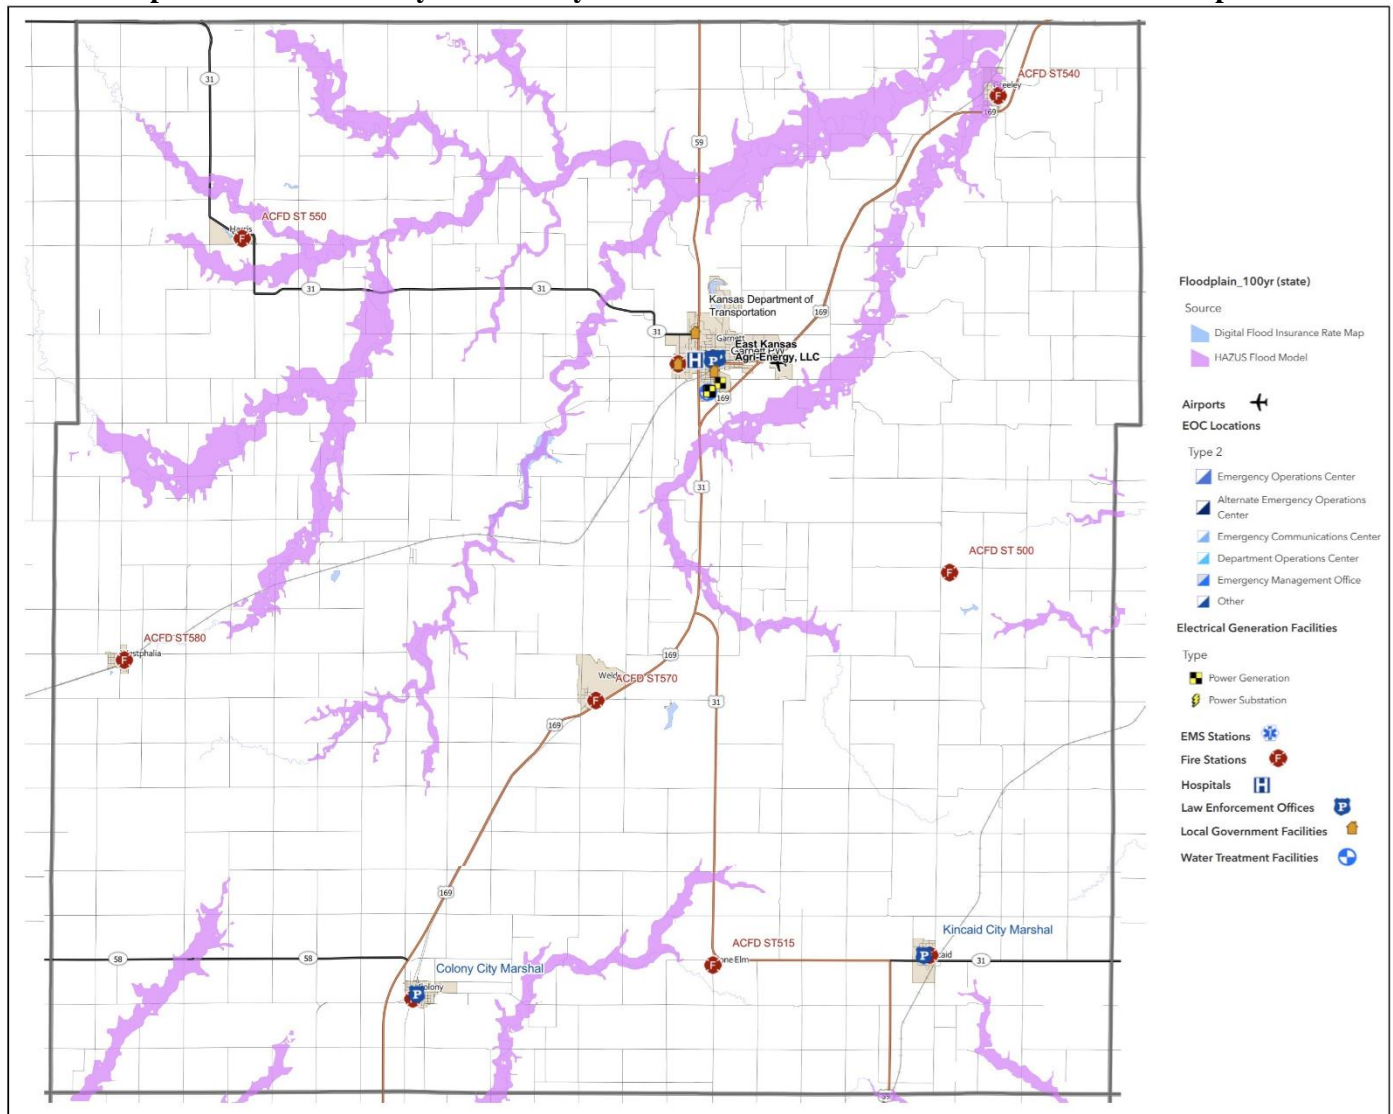 31
59
ACFD ST540
169
ACFD ST 550
Harris
31
31
169
Kansas Department of
Transportation
31
Garnett
East Kansas
Agri-Energy, LLC
169
31
ACFD ST 500
ACFD ST580
169
ACFD ST570
31
169
169
Kincaid City Marshal
ACFD ST515
58
58
31
Colony City Marshal
Colony
Floodplain_100yr (state)
Source
Digital Flood Insurance Rate Map
HAZUS Flood Model
Airports
EOC Locations
Type 2
Emergency Operations Center
Alternate Emergency Operations
Center
Emergency Communications Center
Department Operations Center
Emergency Management Office
Other
Electrical Generation Facilities
Type
Power Generation
Power Substation
EMS Stations
Fire Stations
F
Hospitals
H
Law Enforcement Offices
P
Local Government Facilities
Water Treatment Facilities